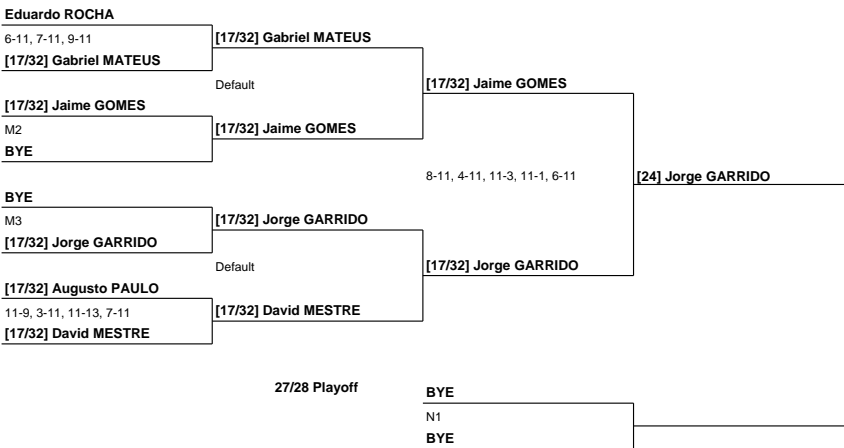 Eduardo ROCHA
6-11, 7-11, 9-11
[17/32] Gabriel MATEUS
[17/32] Gabriel MATEUS
Default
[17/32] Jaime GOMES
[17/32] Jaime GOMES
M2
[17/32] Jaime GOMES
BYE
8-11, 4-11, 11-3, 11-1, 6-11
[24] Jorge GARRIDO
BYE
M3
[17/32] Jorge GARRIDO
[17/32] Jorge GARRIDO
Default
[17/32] Jorge GARRIDO
[17/32] Augusto PAULO
11-9, 3-11, 11-13, 7-11
[17/32] David MESTRE
[17/32] David MESTRE
27/28 Playoff
BYE
N1
BYE